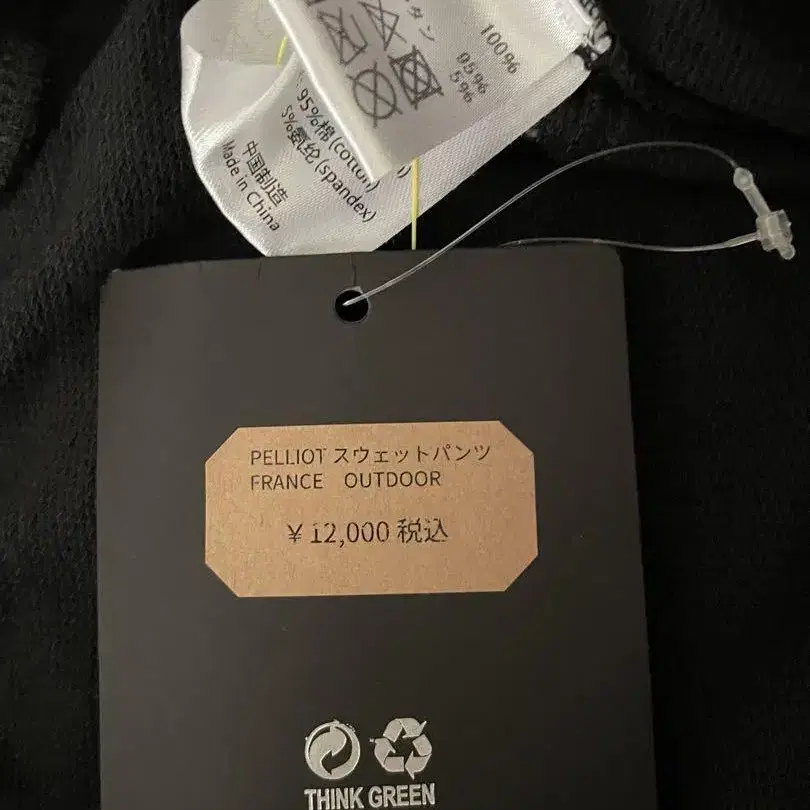 タン
100%
95%
5%
95%棉(cotton)
5%氨纶(spandex)
中国制造
Made in China
PELLIOT スウェットパンツ
FRANCE OUTDOOR
¥12,000 税込
THINK GREEN